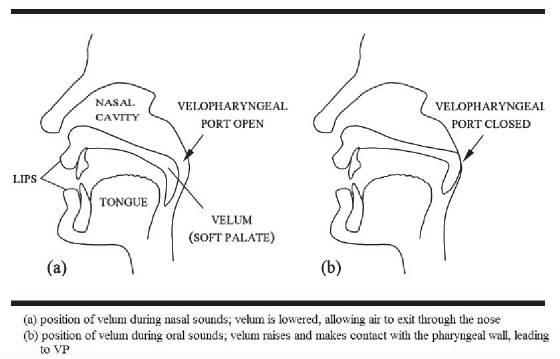 NASAL
CAVITY
VELOPHARYNGEAL
PORT OPEN
LIPS
TONGUE
VELUM
(SOFT PALATE)
(a)
VELOPHARYNGEAL
PORT CLOSED
(b)
(a) position of velum during nasal sounds; velum is lowered, allowing air to exit through the nose
(b) position of velum during oral sounds; velum raises and makes contact with the pharyngeal wall, leading
to VP